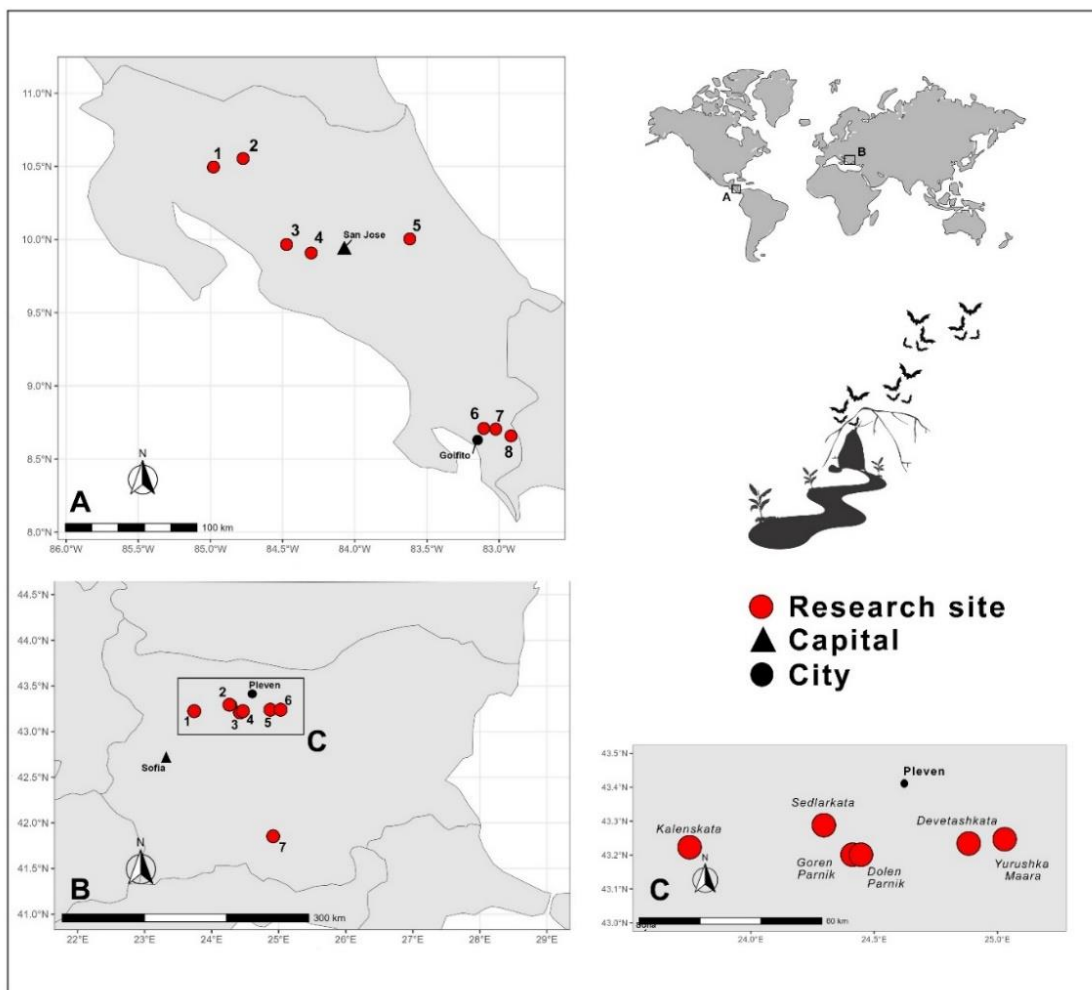 11.0°N
10.5°N
10.0°N
9.5°N
9.0°N
8.5°N
8.0°N
1
2
3
4
San Jose
5
6
7
8
Golfito
N
A
100 km
86.0°W
85.5°W
85.0°W
84.5°W
84.0°W
83.5°W
83.0°W
B
A
Research site
Capital
City
44.5°N
44.0°N
43.5°N
43.0°N
42.5°N
42.0°N
41.5°N
41.0°N
Pleven
1
2
3
4
5
6
C
Sofia
7
N
B
300 km
22°E
23°E
24°E
25°E
26°E
27°E
28°E
29°E
43.5°N
43.4°N
43.3°N
43.2°N
43.1°N
43.0°N
Pleven
Sedlarkata
Kalenskata
Devetashkata
Goren
Parnik
Dolen
Parnik
Yurushka
Maara
N
C
60 km
24.0°E
24.5°E
25.0°E